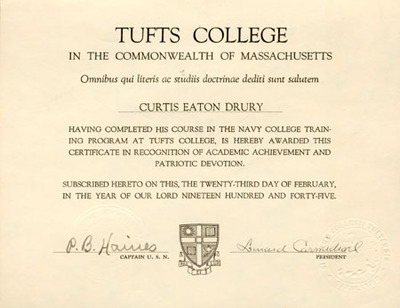 TUFTS COLLEGE
IN THE COMMONWEALTH OF MASSACHUSETTS
Omnibus qui literis ac studiis doctrinae dediti sunt salutem
CURTIS EATON DRURY
HAVING COMPLETED HIS COURSE IN THE NAVY COLLEGE TRAIN-
ING PROGRAM AT TUFTS COLLEGE, IS HEREBY AWARDED THIS
CERTIFICATE IN RECOGNITION OF ACADEMIC ACHIEVEMENT AND
PATRIOTIC DEVOTION.
SUBSCRIBED HERETO ON THIS, THE TWENTY-THIRD DAY OF FEBRUARY,
IN THE YEAR OF OUR LORD NINETEEN HUNDRED AND FORTY-FIVE.
P. B. Haines
CAPTAIN U. S. N.
Leonard Carmichael
PRESIDENT